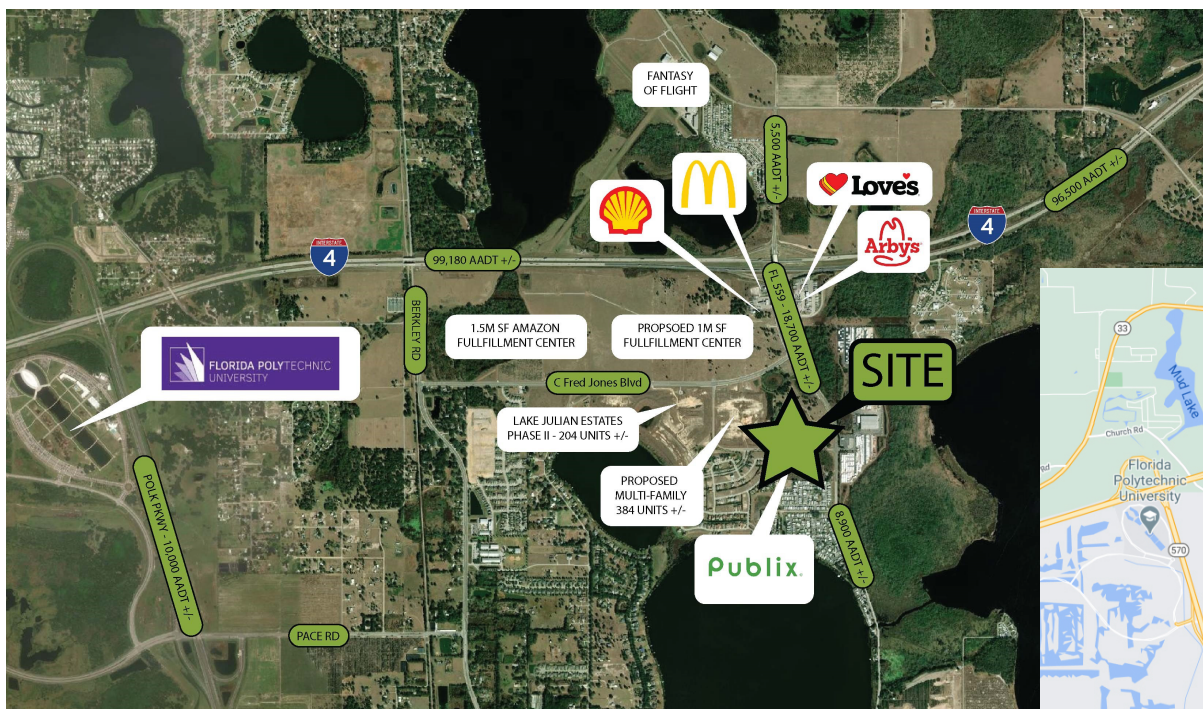 FANTASY
OF FLIGHT
5,500 AADT +/-
96,500 AADT +/-
Love's
Arby's
INTERSTATE
4
INTERSTATE
4
99,180 AADT +/-
FL 559 - 18,700 AADT +/-
BERKLEY RD
1.5M SF AMAZON
FULLFILLMENT CENTER
PROPSOED 1M SF
FULLFILLMENT CENTER
FLORIDA POLYTECHNIC
UNIVERSITY
C Fred Jones Blvd
SITE
LAKE JULIAN ESTATES
PHASE II - 204 UNITS +/-
PROPOSED
MULTI-FAMILY
384 UNITS +/-
POLK PKWY - 10,000 AADT +/-
8,900 AADT +/-
Publix.
PACE RD
33
Mud Lake
Church Rd
Rd
Florida
Polytechnic
University
570